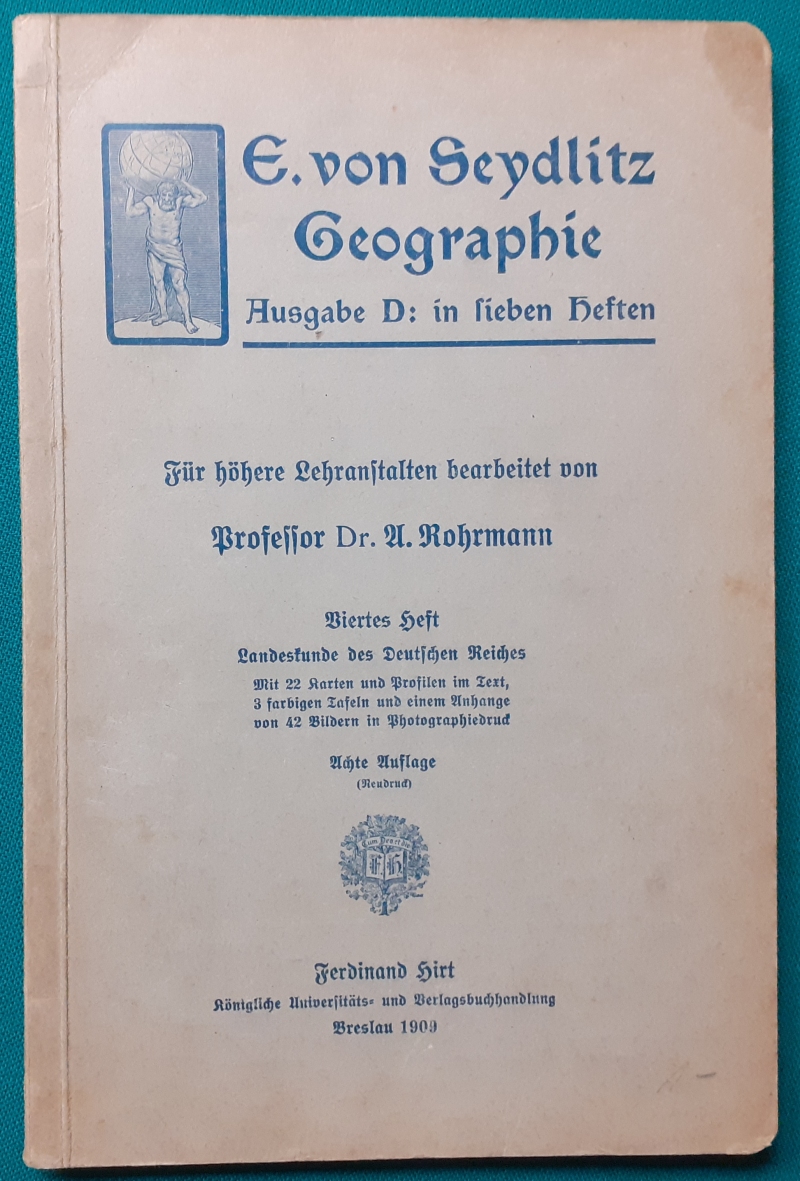 E. von Seydlitz
Geographie
Ausgabe D: in ſieben Heften
Für höhere Lehranſtalten bearbeitet von
Profeſſor Dr. A. Rohrmann
Viertes Heft
Landeskunde des Deutſchen Reiches
Mit 22 Karten und Profilen im Text,
3 farbigen Tafeln und einem Anhange
von 42 Bildern in Photographiedruck
Achte Auflage
(Neudruck)
F. H.
Ferdinand Hirt
Königliche Univerſitäts- und Verlagsbuchhandlung
Breslau 1909